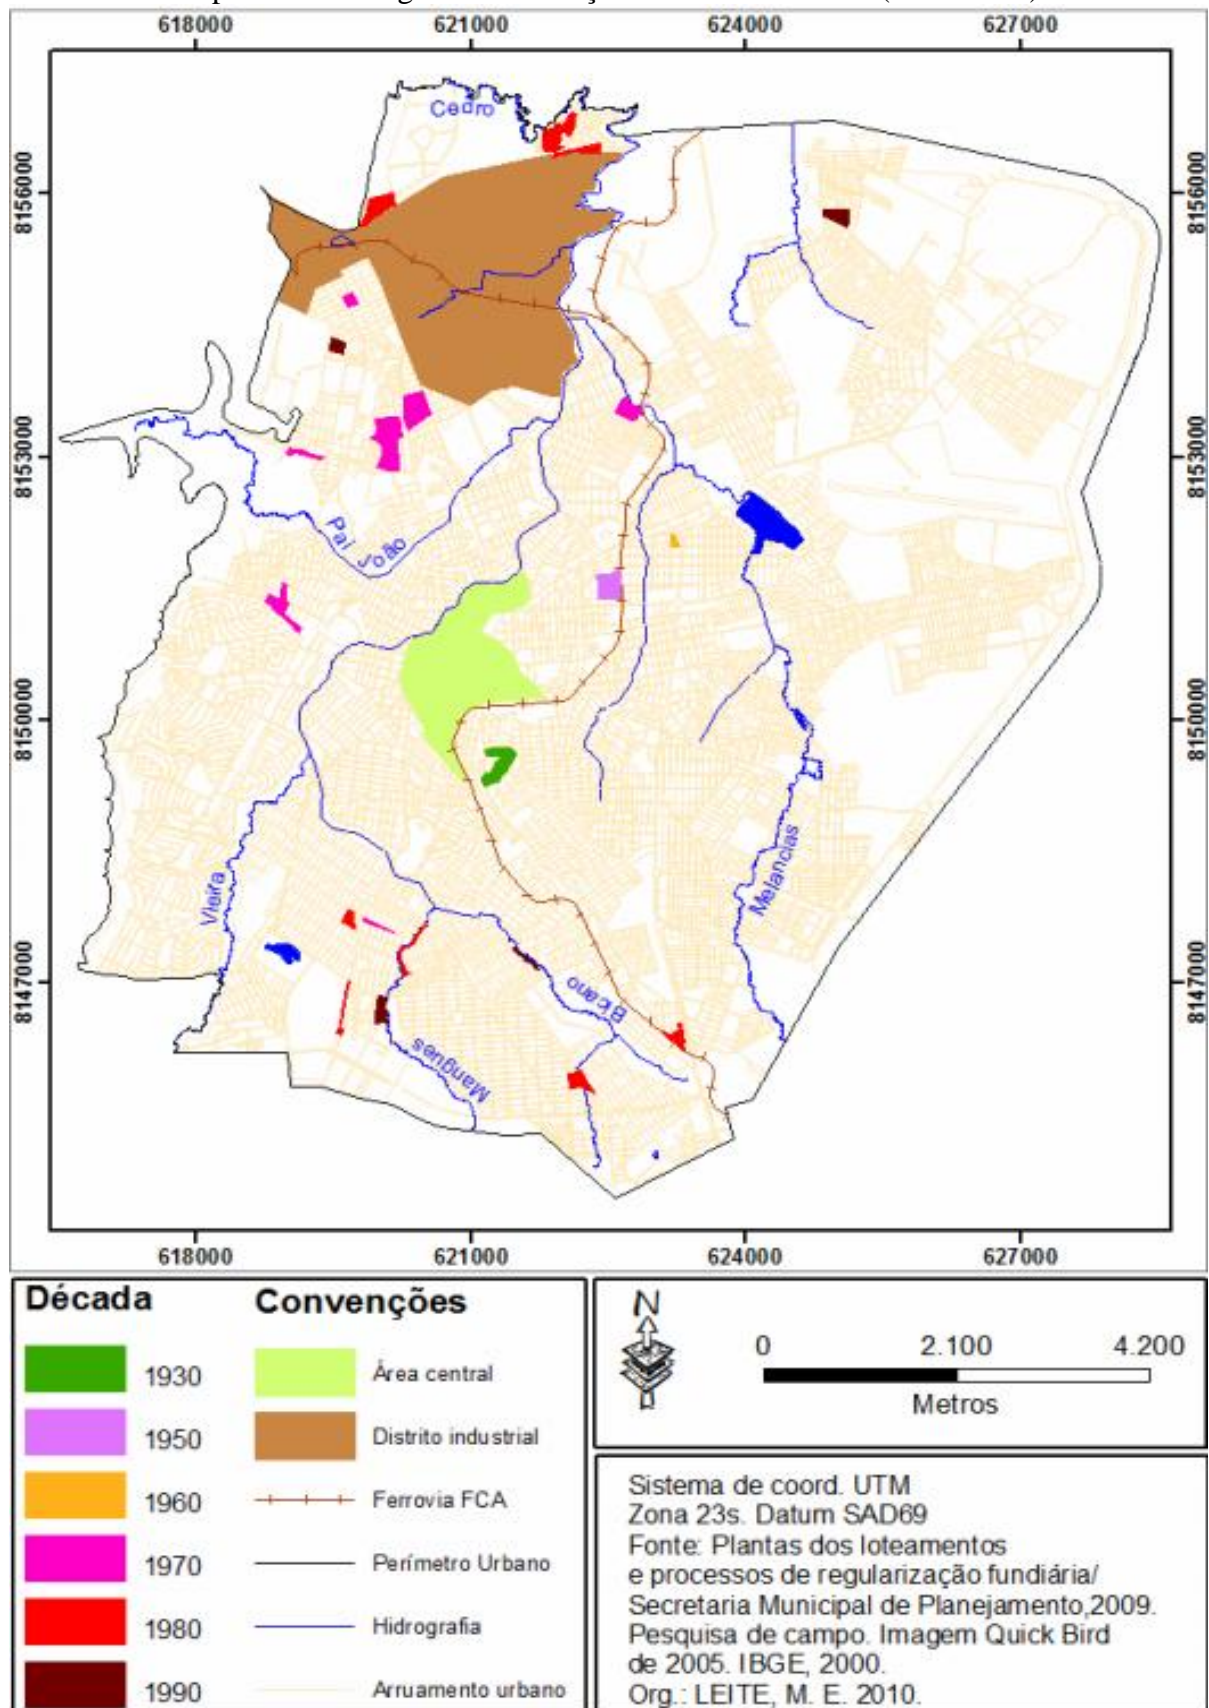 618000 621000 624000 627000
8156000 8156000
8153000 8153000
8150000 8150000
8147000 8147000
Cedro
Pai João
Vieira
Melancias
Bicano
Mangues
618000 621000 624000 627000
Década
1930
1950
1960
1970
1980
1990
Convenções
Área central
Distrito industrial
Ferrovia FCA
Perímetro Urbano
Hidrografia
Arruamento urbano
N
0 2.100 4.200
Metros
Sistema de coord. UTM
Zona 23s. Datum SAD69
Fonte: Plantas dos loteamentos
e processos de regularização fundiária/
Secretaria Municipal de Planejamento,2009.
Pesquisa de campo. Imagem Quick Bird
de 2005. IBGE, 2000.
Org.: LEITE, M. E. 2010.